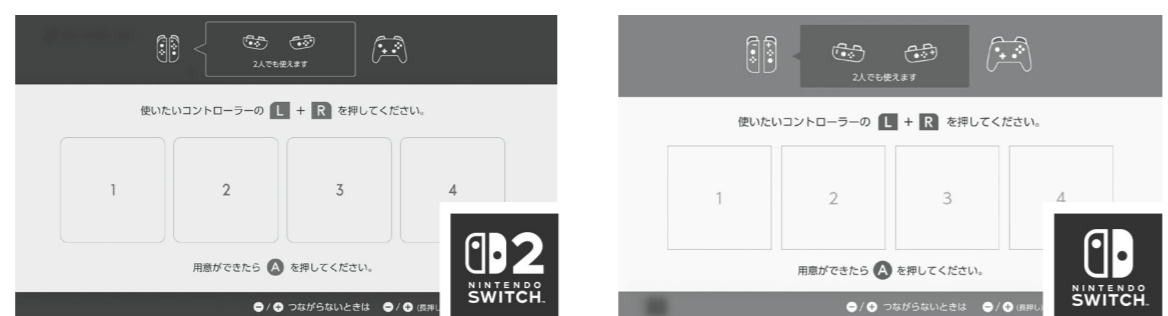 2人でも使えます
使いたいコントローラーの L + R を押してください。
1 2 3 4
用意ができたら A を押してください。
つながらないときは
2
NINTENDO
SWITCH
2人でも使えます
使いたいコントローラーの L + R を押してください。
1 2 3 4
用意ができたら A を押してください。
つながらないときは
NINTENDO
SWITCH